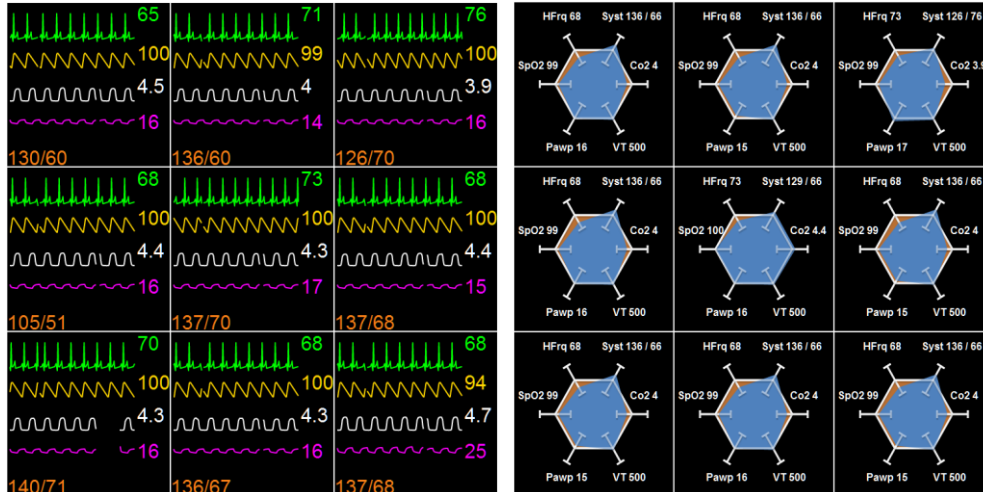 65
100
4.5
16
130/60
71
99
4
14
136/60
76
100
3.9
16
126/70
68
100
4.4
16
105/51
73
100
4.3
17
137/70
68
100
4.4
15
137/68
70
100
4.3
16
140/71
68
100
4.3
16
136/67
68
94
4.7
25
137/68
HFrq 68 Syst 136 / 66
SpO2 99 Co2 4
Pawp 16 VT 500
HFrq 68 Syst 136 / 66
SpO2 99 Co2 4
Pawp 15 VT 500
HFrq 73 Syst 126 / 76
SpO2 99 Co2 3.9
Pawp 17 VT 500
HFrq 68 Syst 136 / 66
SpO2 99 Co2 4
Pawp 16 VT 500
HFrq 73 Syst 129 / 66
SpO2 100 Co2 4.4
Pawp 16 VT 500
HFrq 68 Syst 136 / 66
SpO2 99 Co2 4
Pawp 15 VT 500
HFrq 68 Syst 136 / 66
SpO2 99 Co2 4
Pawp 15 VT 500
HFrq 68 Syst 136 / 66
SpO2 99 Co2 4
Pawp 15 VT 500
HFrq 68 Syst 136 / 66
SpO2 99 Co2 4
Pawp 15 VT 500